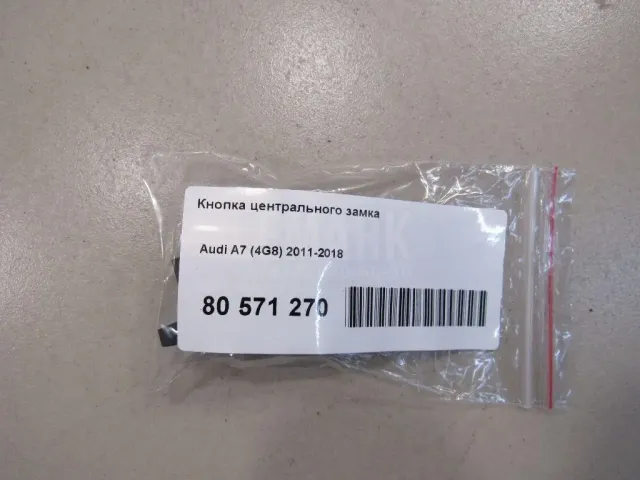 Кнопка центрального замка
Audi A7 (4G8) 2011-2018
80 571 270